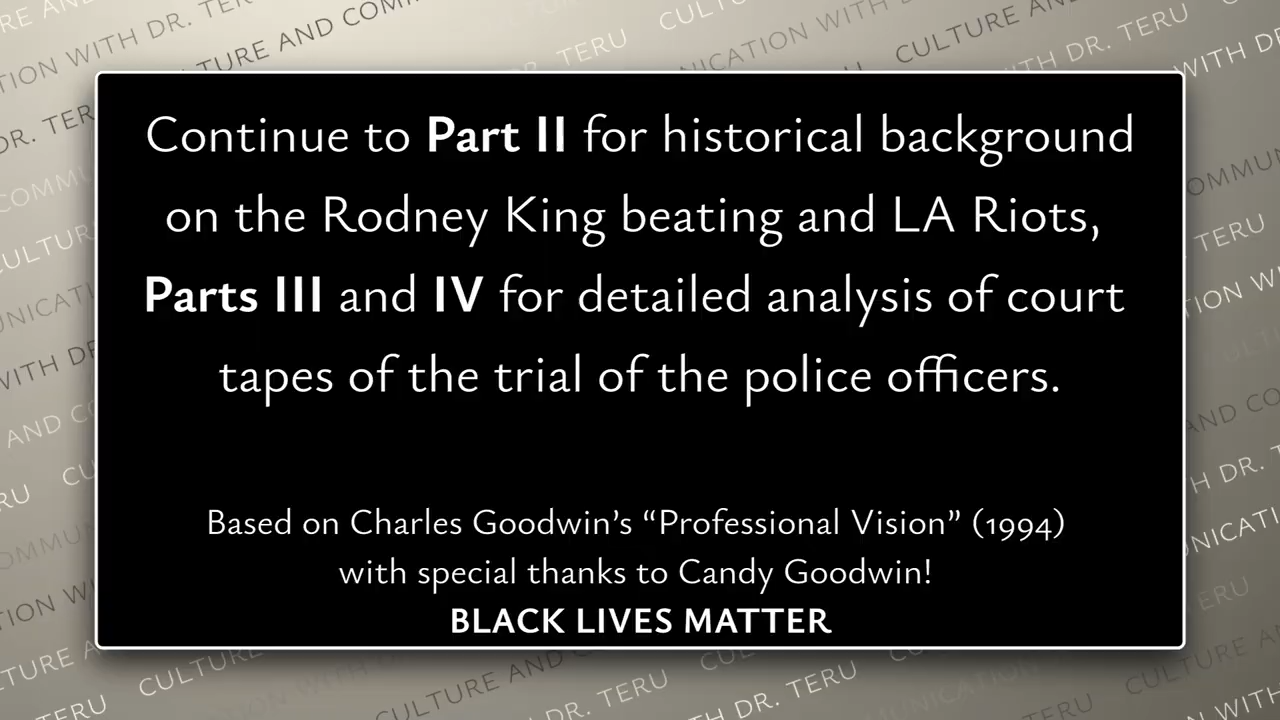 Continue to Part II for historical background
on the Rodney King beating and LA Riots,
Parts III and IV for detailed analysis of court
tapes of the trial of the police officers.
Based on Charles Goodwin's “Professional Vision” (1994)
with special thanks to Candy Goodwin!
BLACK LIVES MATTER